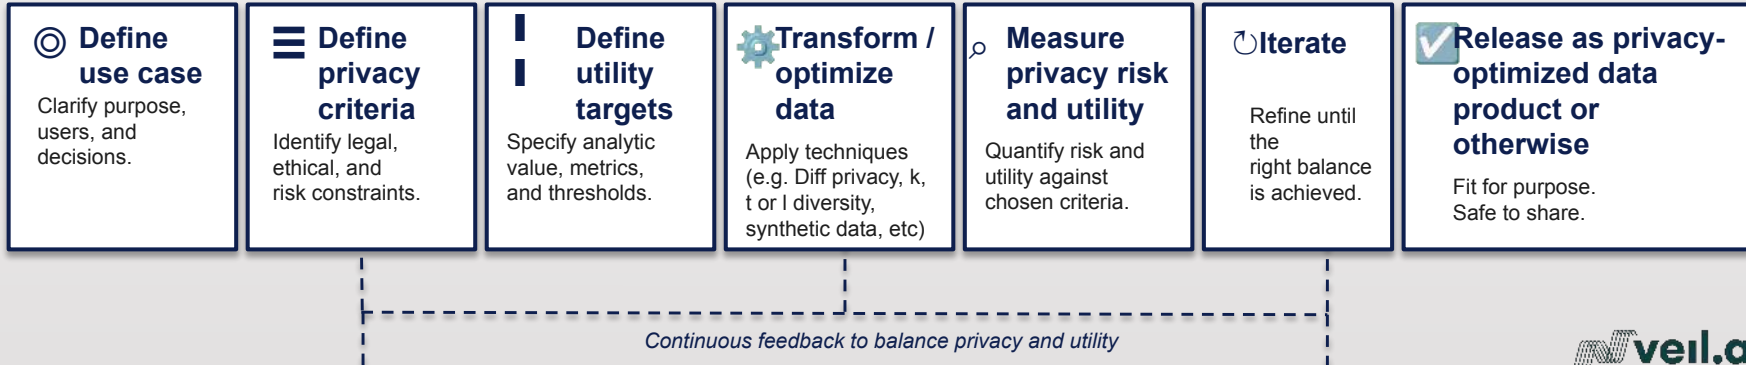 Define
use case
Clarify purpose,
users, and
decisions.
Define
privacy
criteria
Identify legal,
ethical, and
risk constraints.
Define
utility
targets
Specify analytic
value, metrics,
and thresholds.
Transform /
optimize
data
Apply techniques
(e.g. Diff privacy, k,
t or l diversity,
synthetic data, etc)
Measure
privacy risk
and utility
Quantify risk and
utility against
chosen criteria.
Iterate
Refine until
the
right balance
is achieved.
Release as privacy-
optimized data
product or
otherwise
Fit for purpose.
Safe to share.
Continuous feedback to balance privacy and utility